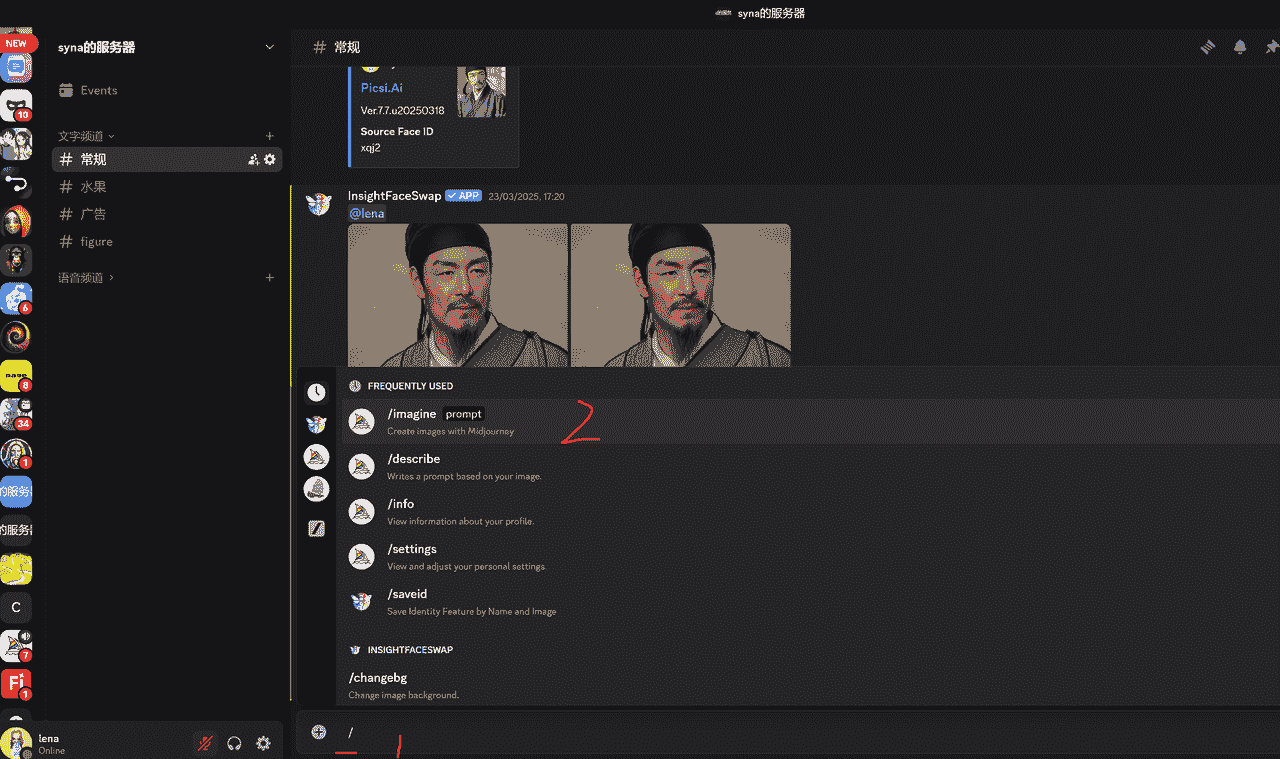 syna的服务器
NEW
syna的服务器
常规
Events
10
文字频道
常规
水果
广告
figure
语音频道
6
8
34
1
的服务器
的服务器
C
7
Fi
1
Picsi.Ai
Ver.7.7.u20250318
Source Face ID
xqj2
InsightFaceSwap APP 23/03/2025, 17:20
@lena
FREQUENTLY USED
/imagine prompt
Create images with Midjourney
2
/describe
Writes a prompt based on your image.
/info
View information about your profile.
/settings
View and adjust your personal settings.
/saveid
Save Identity Feature by Name and Image
INSIGHTFACESWAP
/changebg
Change image background.
/
1
lena
Online